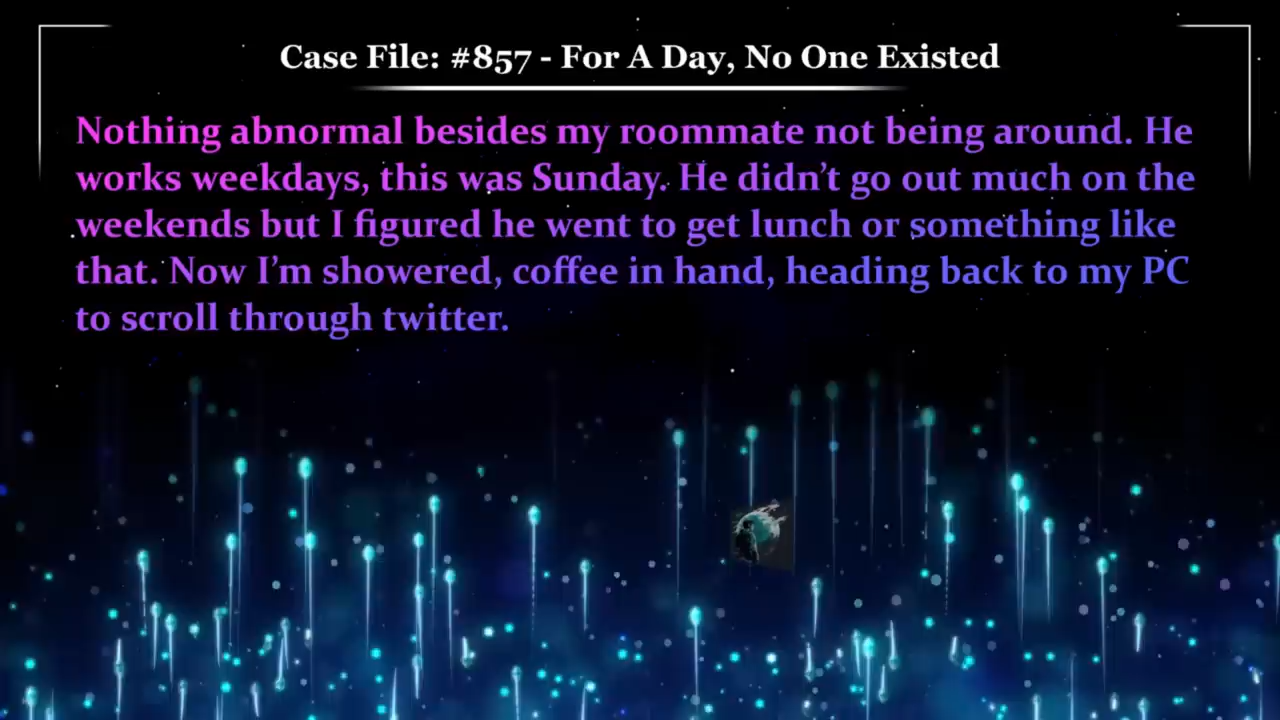 Case File: #857 - For A Day, No One Existed
Nothing abnormal besides my roommate not being around. He
works weekdays, this was Sunday. He didn’t go out much on the
weekends but I figured he went to get lunch or something like
that. Now I’m showered, coffee in hand, heading back to my PC
to scroll through twitter.